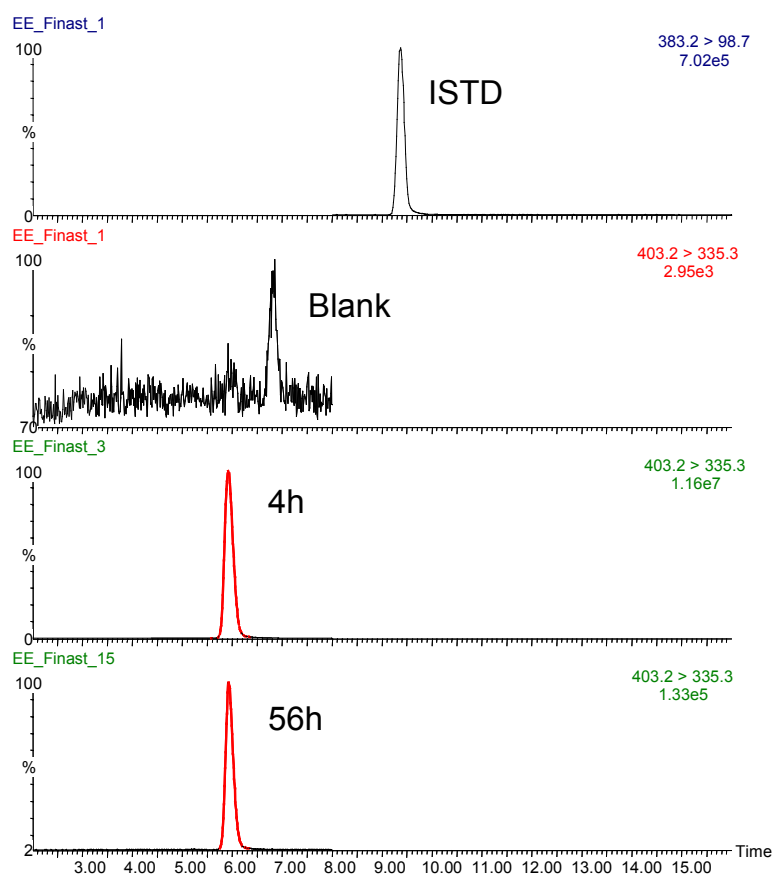 EE_Finast_1
383.2 > 98.7
7.02e5
100
ISTD
%
0
EE_Finast_1
403.2 > 335.3
2.95e3
100
Blank
%
70
EE_Finast_3
403.2 > 335.3
1.16e7
100
4h
%
0
EE_Finast_15
403.2 > 335.3
1.33e5
100
56h
%
2
Time
3.00 4.00 5.00 6.00 7.00 8.00 9.00 10.00 11.00 12.00 13.00 14.00 15.00